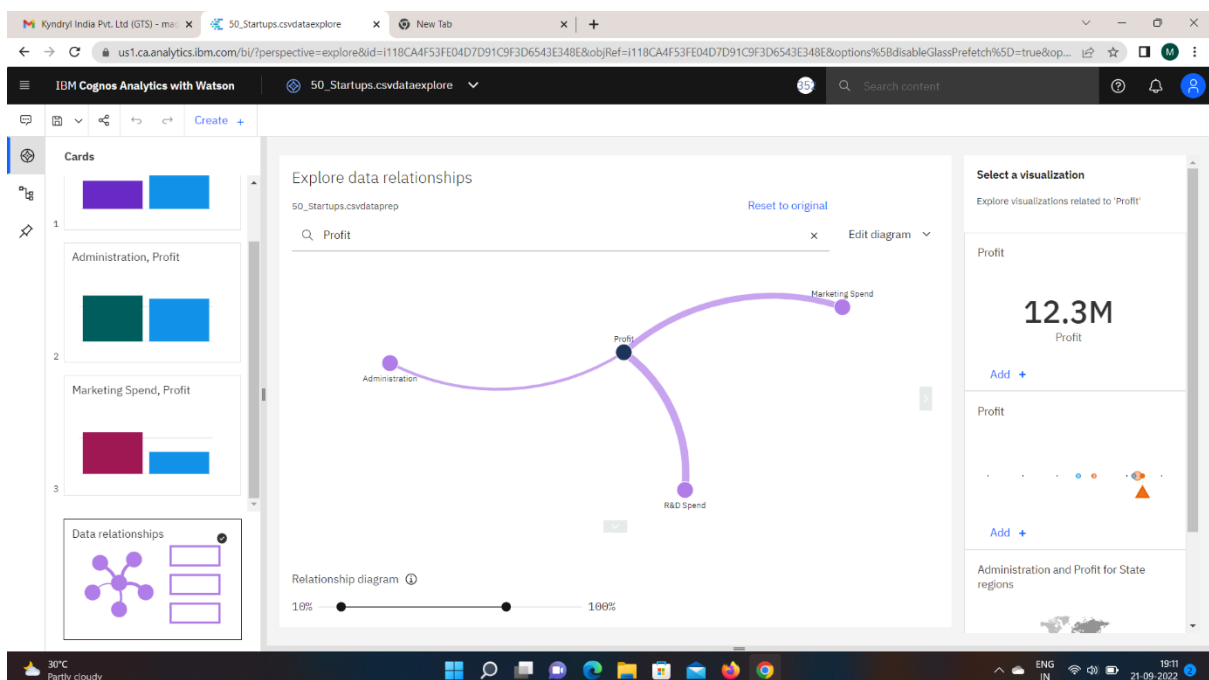 Kyndryl India Pvt. Ltd (GTS) - mac
50_Startups.csvdataexplore
New Tab
us1.ca.analytics.ibm.com/bi/?perspective=explore&id=i118CA4F53FE04D7D91C9F3D6543E348E&objRef=i118CA4F53FE04D7D91C9F3D6543E348E&options%5BdisableGlassPrefetch%5D=true&op...
M
IBM Cognos Analytics with Watson
50_Startups.csvdataexplore
Search content
Create +
Cards
1
Administration, Profit
2
Marketing Spend, Profit
3
Data relationships
Explore data relationships
50_Startups.csvdataprep
Reset to original
Profit
Edit diagram
Marketing Spend
Profit
Administration
R&D Spend
Relationship diagram
10%
100%
Select a visualization
Explore visualizations related to 'Profit'
Profit
12.3M
Profit
Add +
Profit
Add +
Administration and Profit for State
regions
30°C
Partly cloudy
ENG
IN
19:11
21-09-2022
2